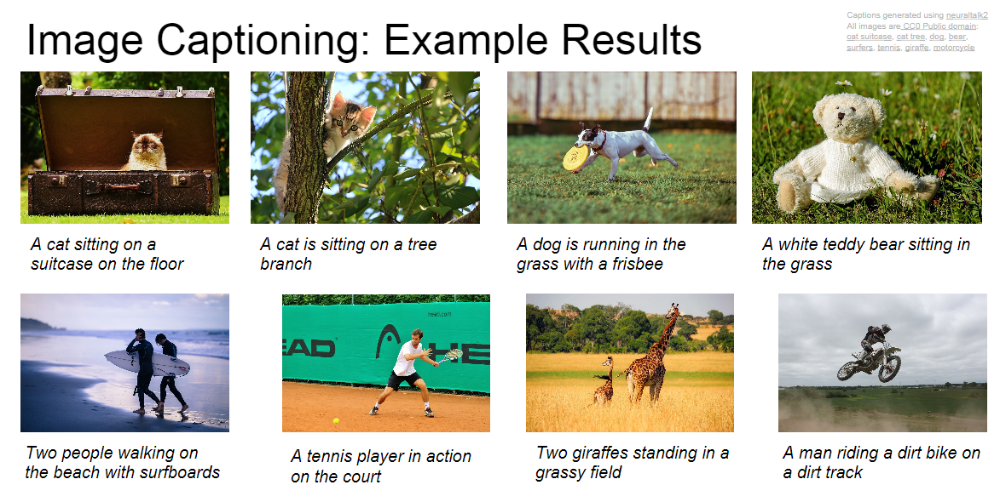 Image Captioning: Example Results
Captions generated using neuraltalk2
All images are CC0 Public domain:
cat suitcase, cat tree, dog, bear,
surfers, tennis, giraffe, motorcycle
A cat sitting on a
suitcase on the floor
A cat is sitting on a tree
branch
A dog is running in the
grass with a frisbee
A white teddy bear sitting in
the grass
head.com
EAD
HE
Two people walking on
the beach with surfboards
A tennis player in action
on the court
Two giraffes standing in a
grassy field
A man riding a dirt bike on
a dirt track